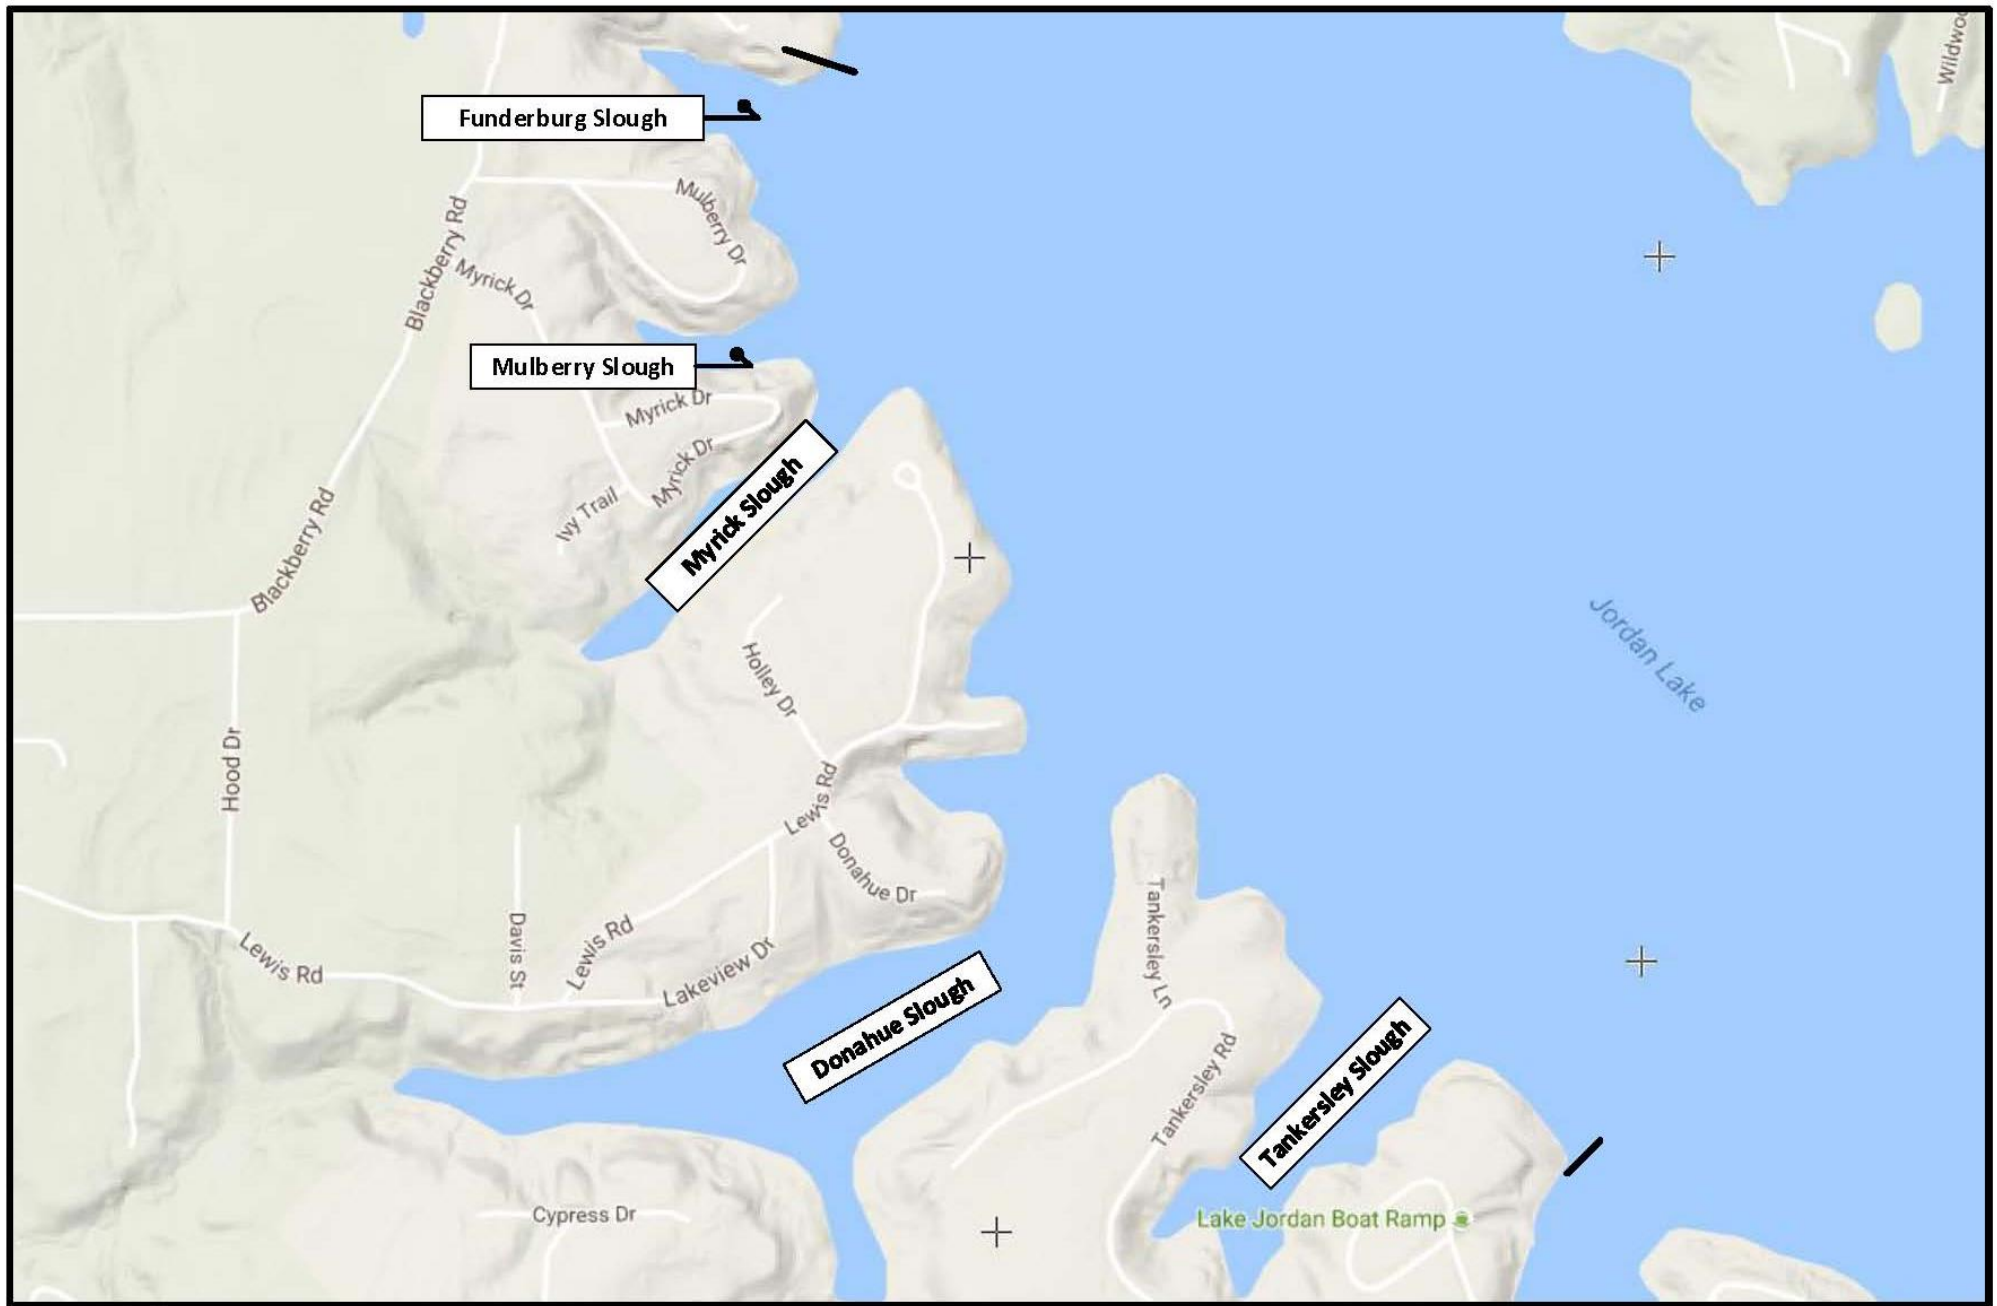 Wildwoo
Funderburg Slough
Mulberry Dr
Blackberry Rd
Myrick Dr
Mulberry Slough
Myrick Dr
Myrick Dr
Myrick Slough
Ivy Trail
Blackberry Rd
Jordan Lake
Holley Dr
Hood Dr
Lewis Rd
Donahue Dr
Tankersley Ln
Davis St
Lewis Rd
Lewis Rd
Lakeview Dr
Donahue Slough
Tankersley Rd
Tankersley Slough
Cypress Dr
Lake Jordan Boat Ramp